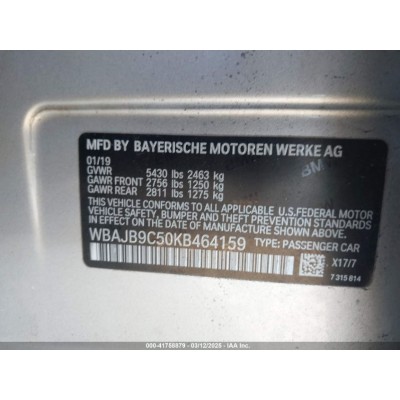 MFD BY BAYERISCHE MOTOREN WERKE AG
01/19
GVWR 5430 lbs 2463 kg
GAWR FRONT 2756 lbs 1250 kg
GAWR REAR 2811 lbs 1275 kg
THIS VEHICLE CONFORMS TO ALL APPLICABLE
U.S. FEDERAL MOTOR VEHICLE SAFETY, BUMPER,
AND THEFT PREVENTION STANDARDS IN EFFECT
ON THE DATE OF MANUFACTURE SHOWN ABOVE.
WBAJB9C50KB464159 TYPE: PASSENGER CAR
X17/7
7 315 814
000-41756879 - 03/12/2025 - IAA Inc.